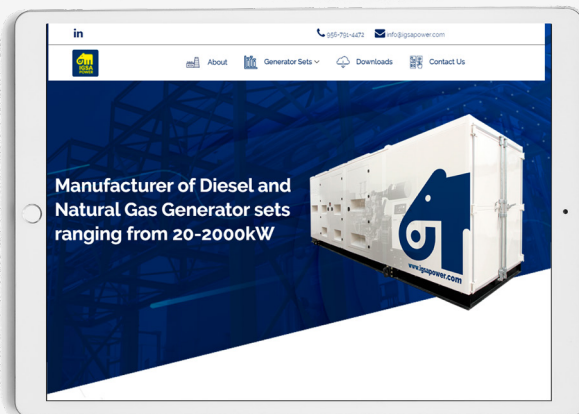 in
956-791-4472 info@igsapower.com
IGSA
POWER
About Generator Sets Downloads Contact Us
Manufacturer of Diesel and
Natural Gas Generator sets
ranging from 20-2000kW
www.igsapower.com